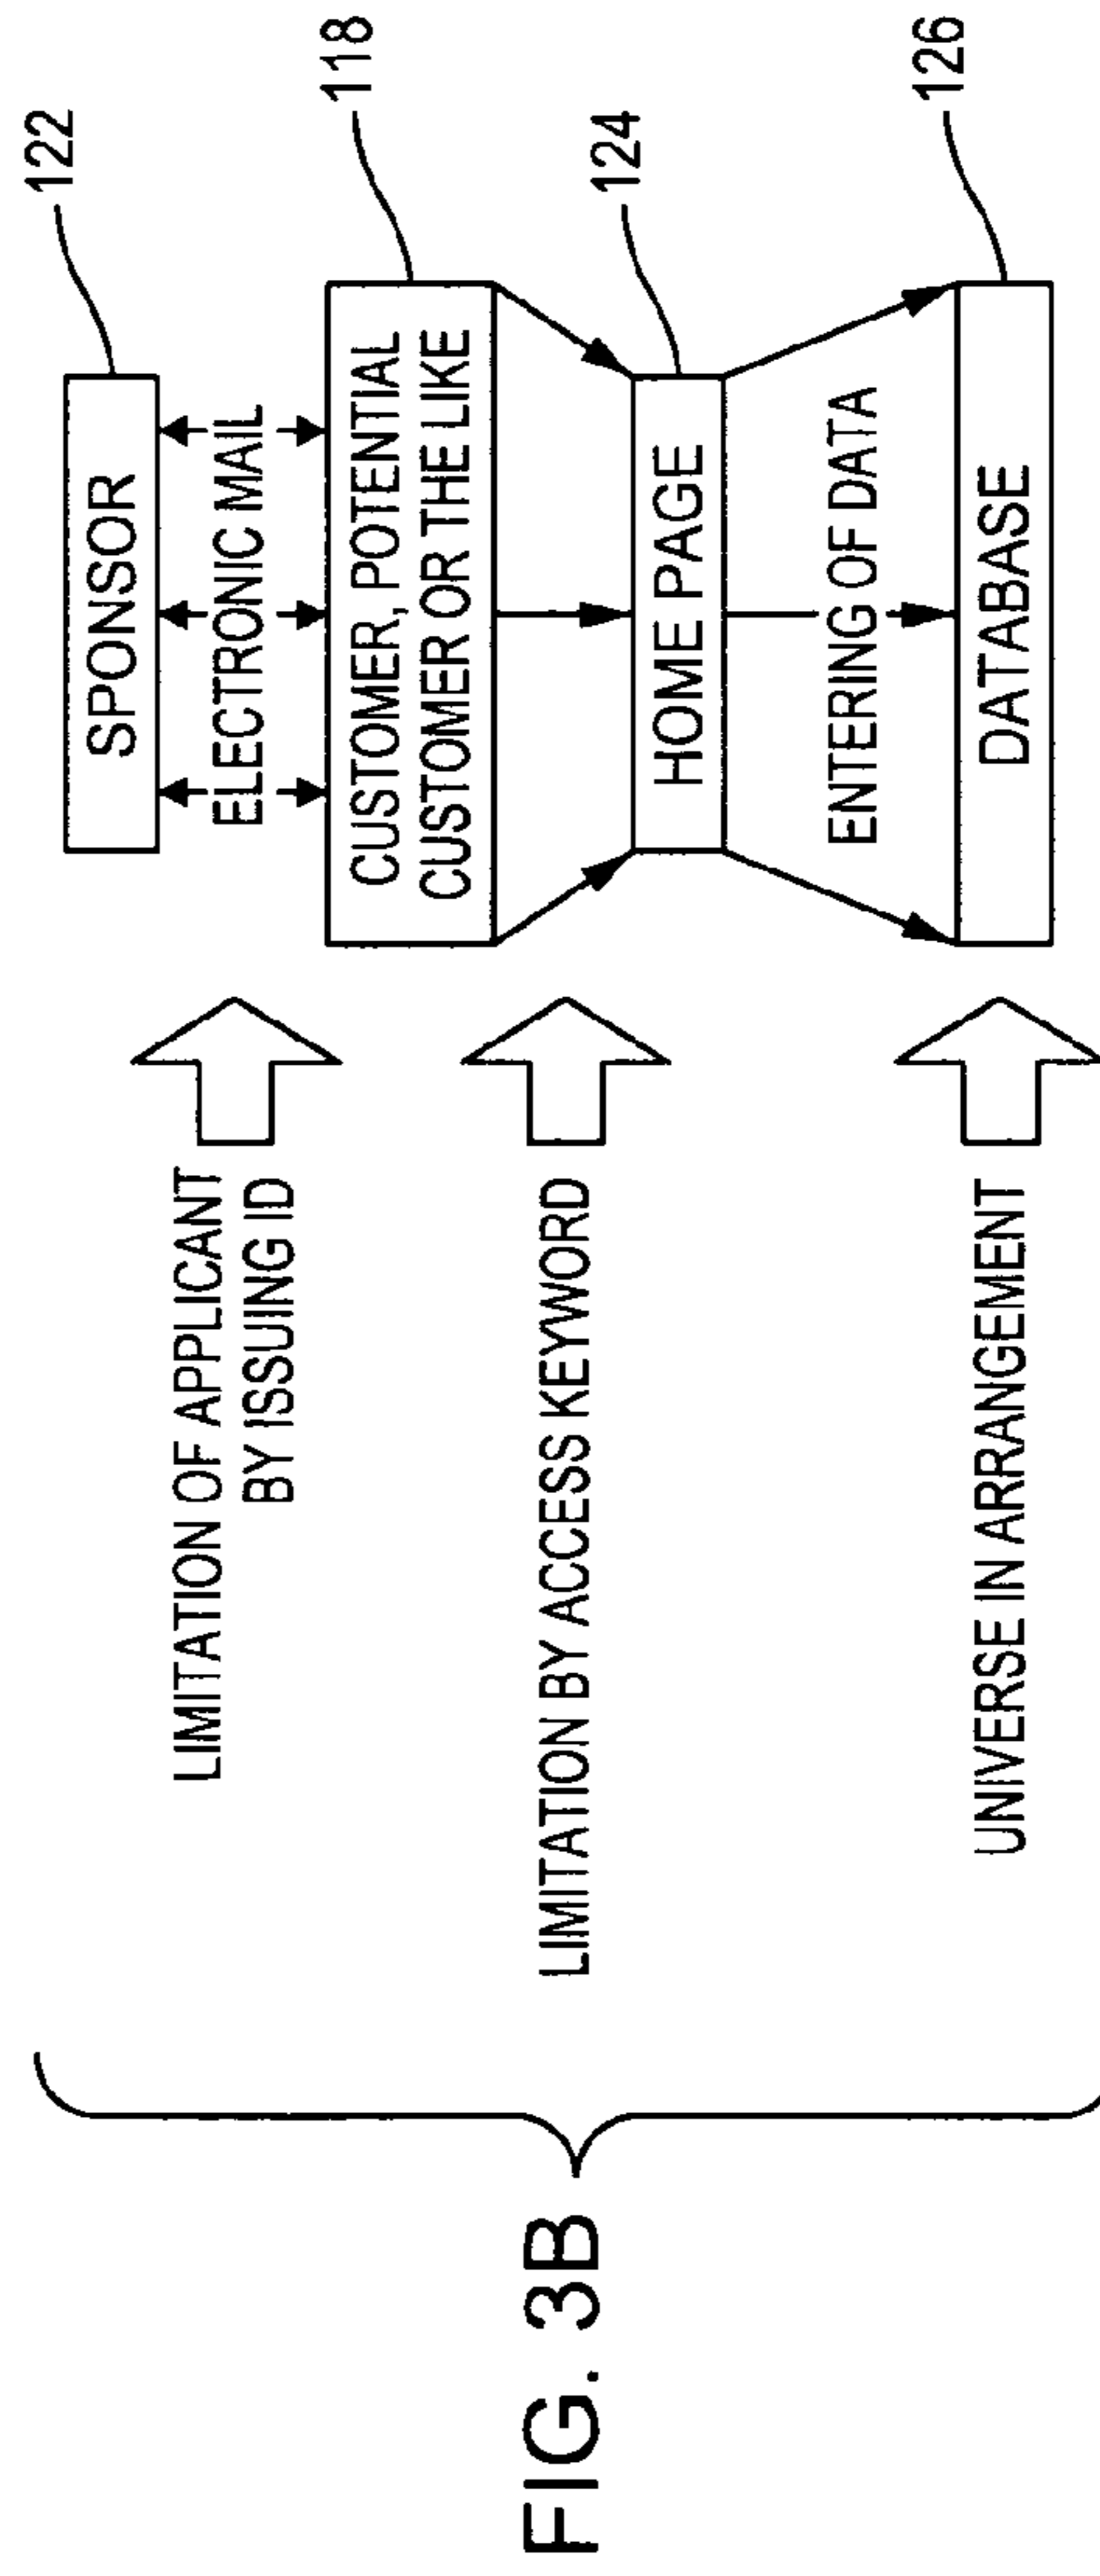 FIG. 3B
LIMITATION OF APPLICANT
BY ISSUING ID
LIMITATION BY ACCESS KEYWORD
UNIVERSE IN ARRANGEMENT
SPONSOR
122
ELECTRONIC MAIL
CUSTOMER, POTENTIAL
CUSTOMER OR THE LIKE
118
HOME PAGE
124
ENTERING OF DATA
DATABASE
126